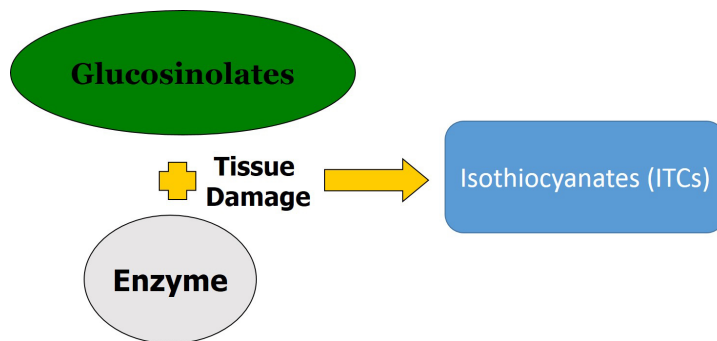 Glucosinolates
Tissue
Damage
Isothiocyanates (ITCs)
Enzyme